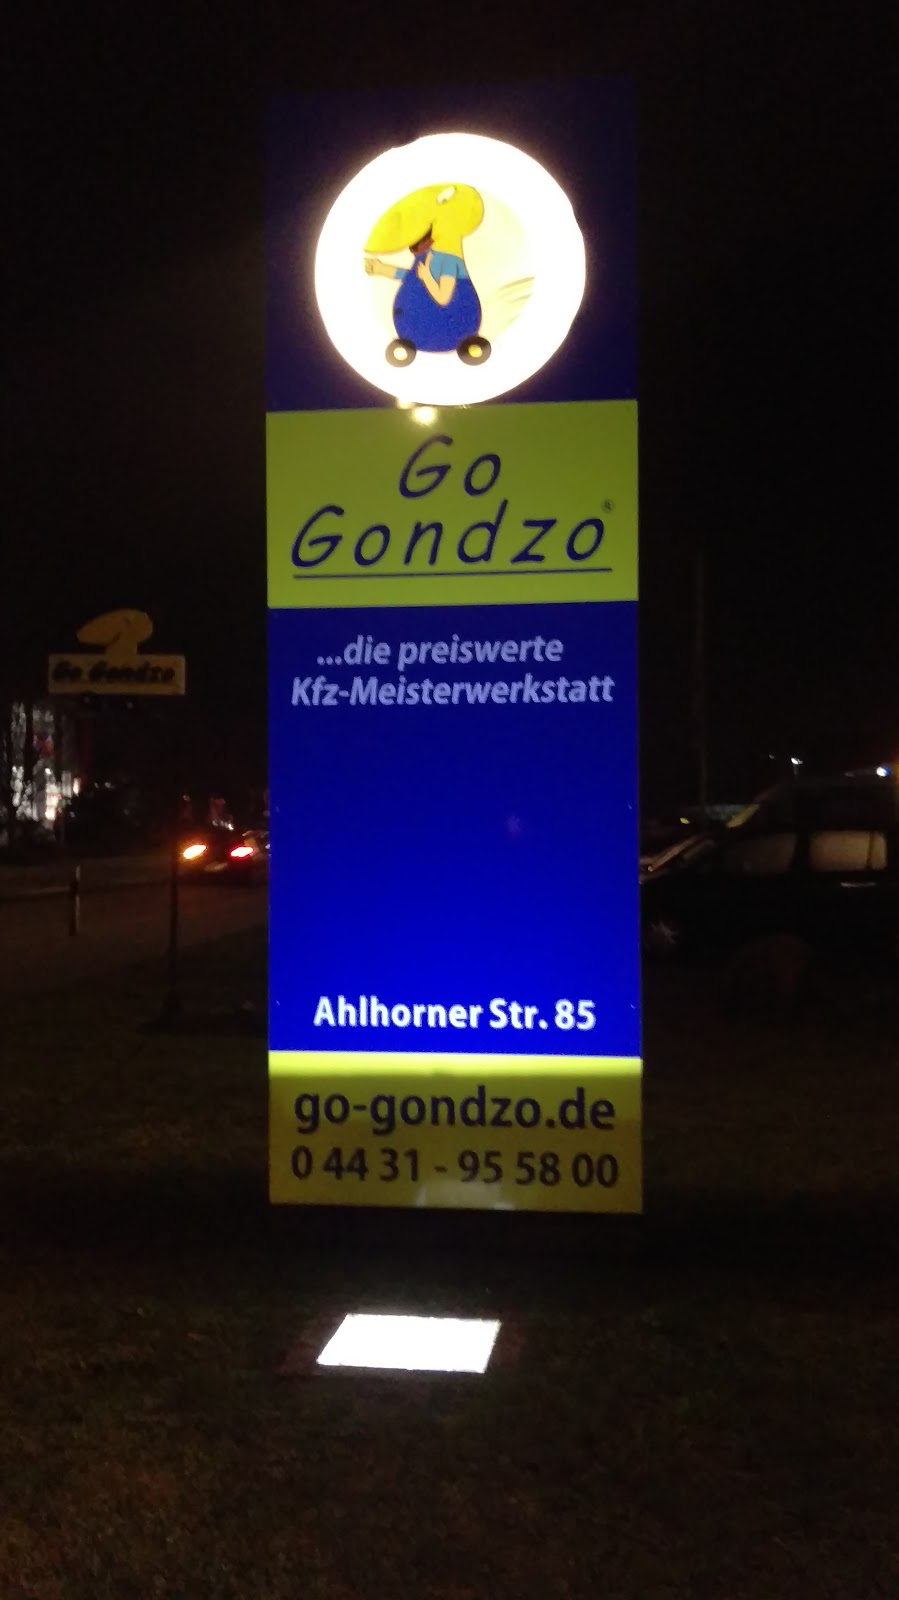 Go
Gondzo®
...die preiswerte
Kfz-Meisterwerkstatt
Ahlhorner Str. 85
go-gondzo.de
0 44 31 - 95 58 00
Go Gondzo